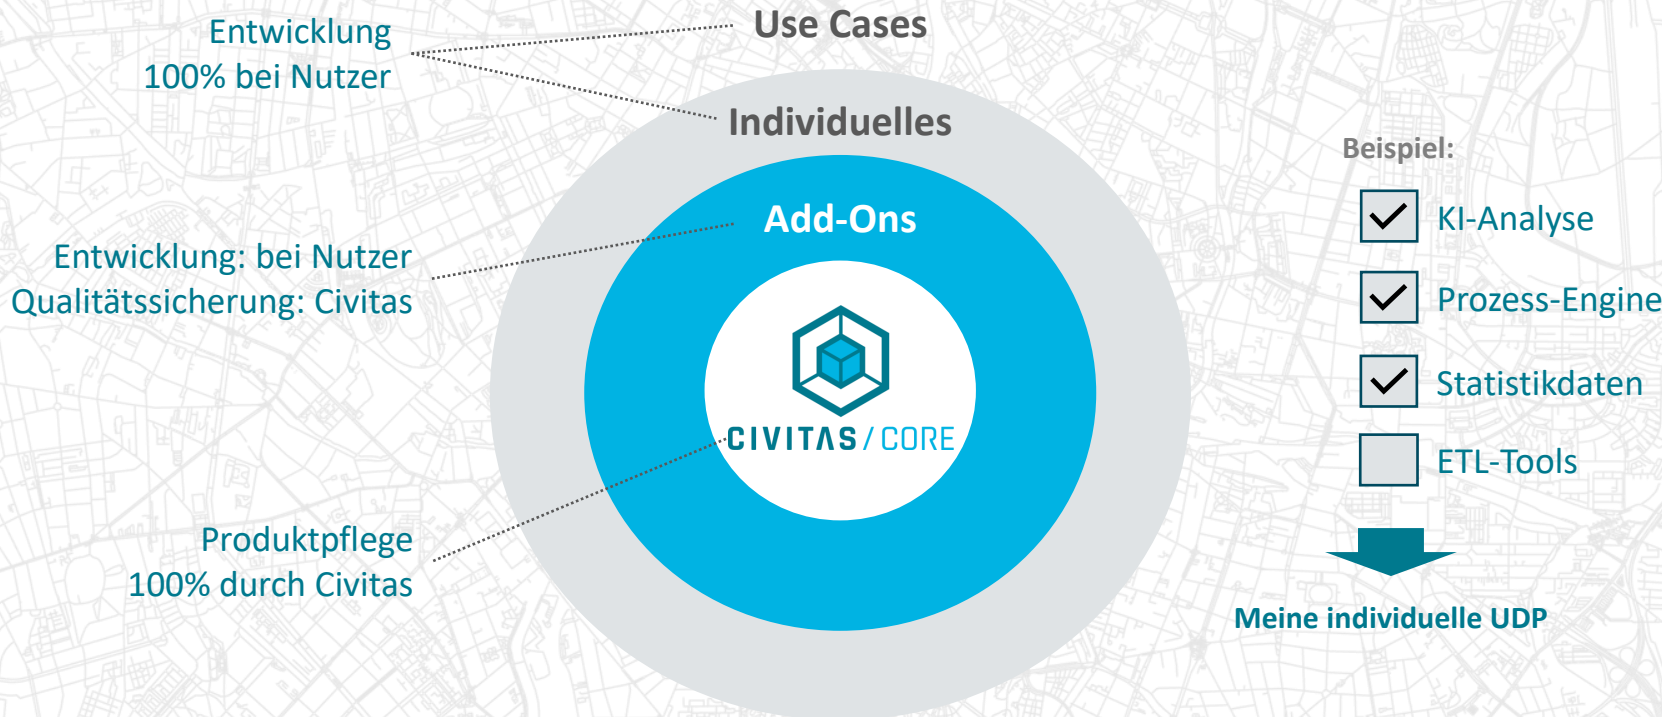 Entwicklung
100% bei Nutzer
Use Cases
Individuelles
Add-Ons
Entwicklung: bei Nutzer
Qualitätssicherung: Civitas
CIVITAS/CORE
Produktpflege
100% durch Civitas
Beispiel:
KI-Analyse
Prozess-Engine
Statistikdaten
ETL-Tools
Meine individuelle UDP